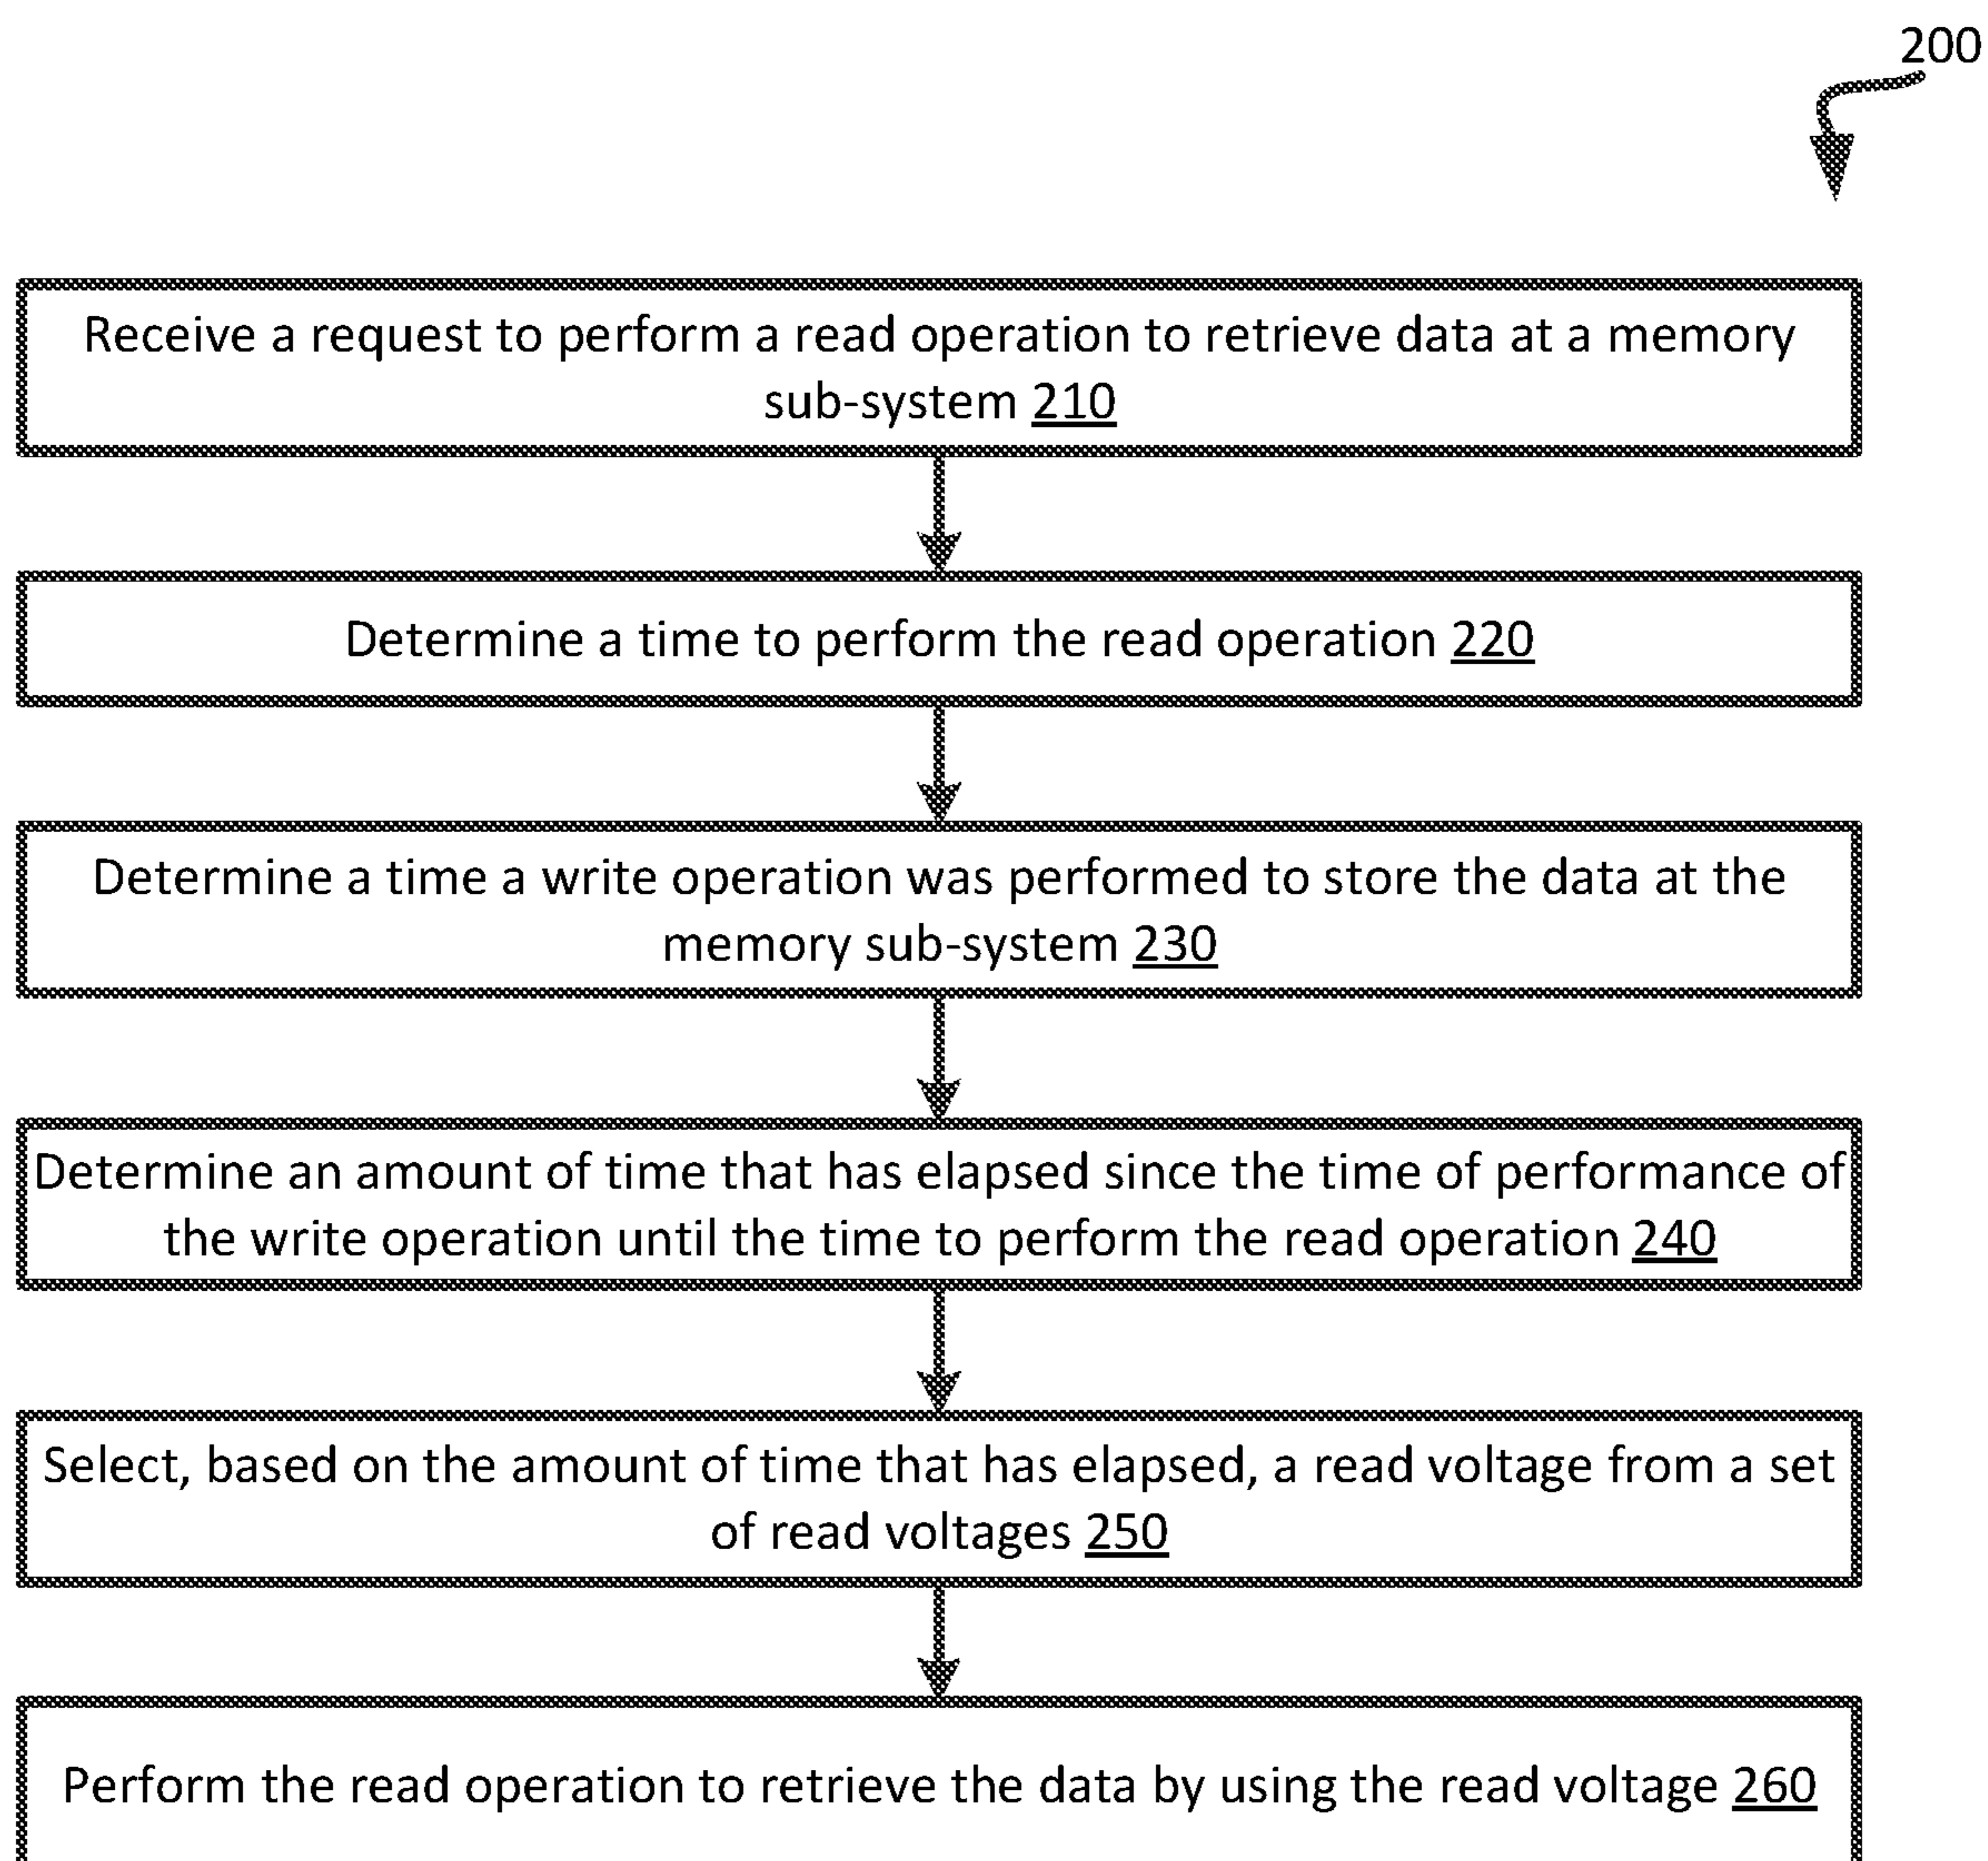 200
Receive a request to perform a read operation to retrieve data at a memory
sub-system 210
Determine a time to perform the read operation 220
Determine a time a write operation was performed to store the data at the
memory sub-system 230
Determine an amount of time that has elapsed since the time of performance of
the write operation until the time to perform the read operation 240
Select, based on the amount of time that has elapsed, a read voltage from a set
of read voltages 250
Perform the read operation to retrieve the data by using the read voltage 260